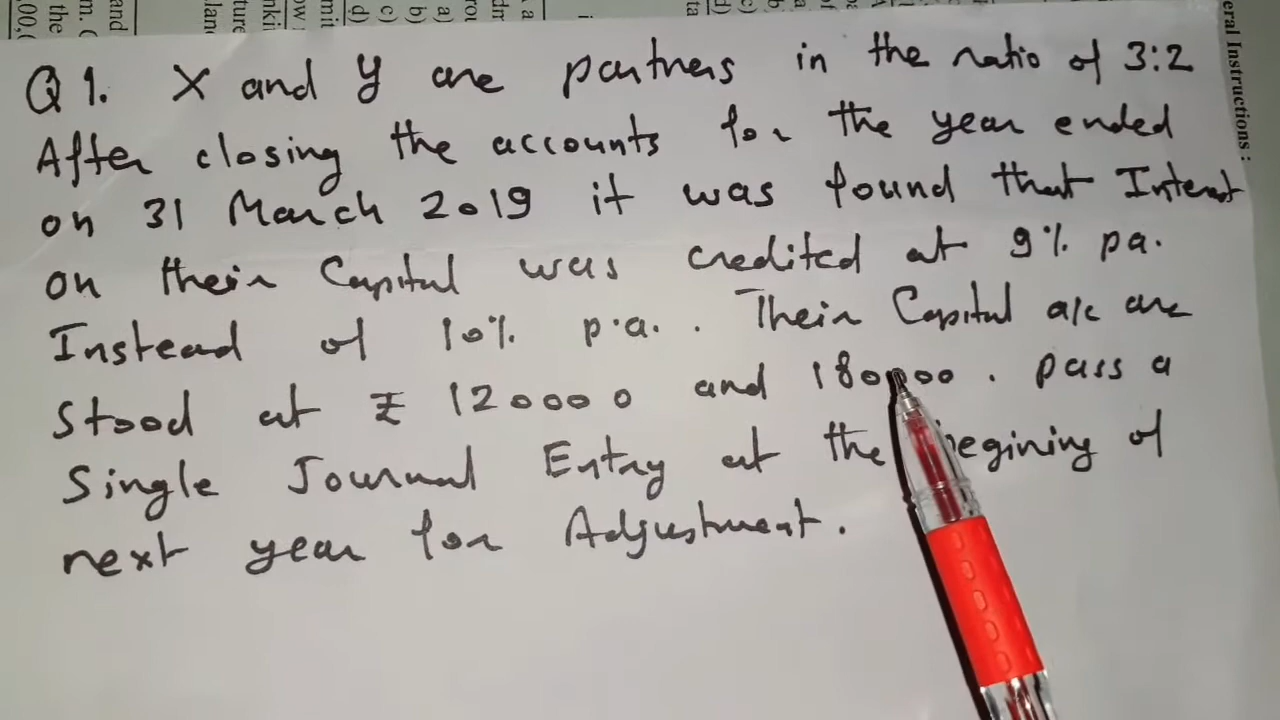 Q 1. X and Y are partners in the ratio of 3:2
After closing the accounts for the year ended
on 31 March 2019 it was found that Interest
on their Capital was credited at 9% pa.
Instead of 10% p.a. . Their Capital a/c are
Stood at ₹ 120000 and 180000 . pass a
Single Journal Entry at the begining of
next year for Adjustment.
eral Instructions :